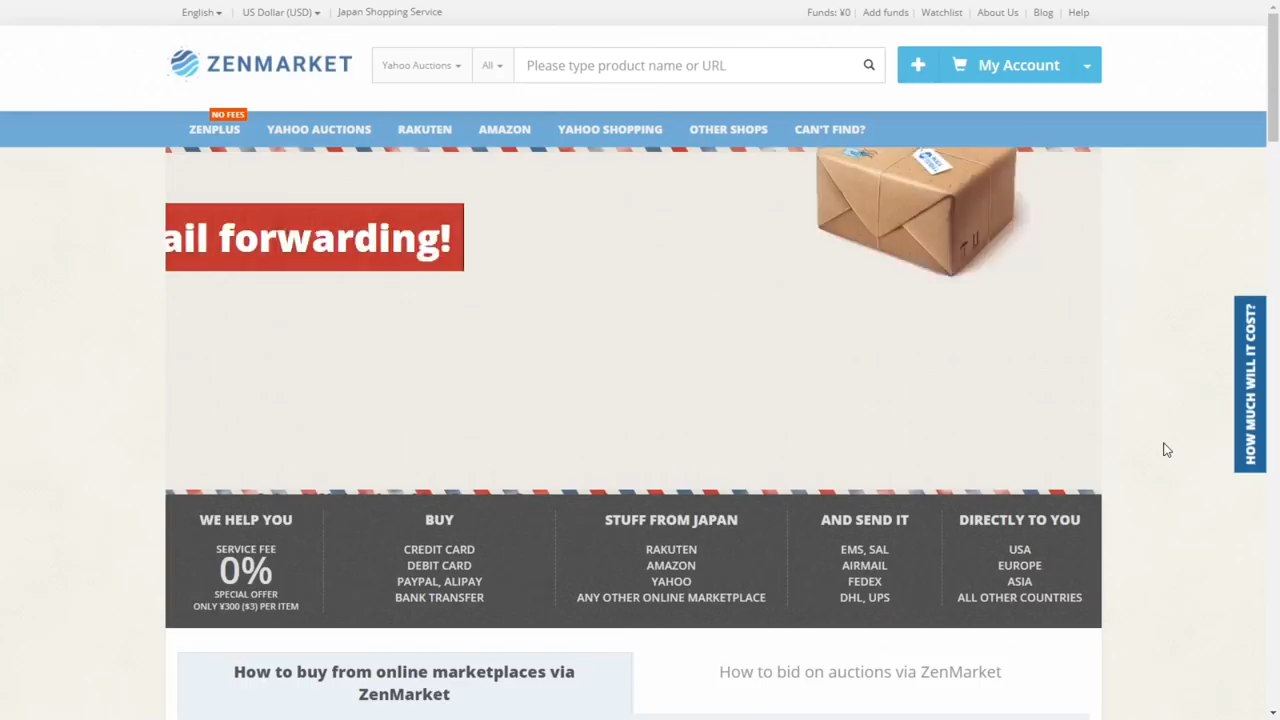 English
US Dollar (USD)
Japan Shopping Service
Funds: ¥0
Add funds
Watchlist
About Us
Blog
Help
ZENMARKET
Yahoo Auctions
All
Please type product name or URL
My Account
NO FEES
ZENPLUS
YAHOO AUCTIONS
RAKUTEN
AMAZON
YAHOO SHOPPING
OTHER SHOPS
CAN'T FIND?
ail forwarding!
HOW MUCH WILL IT COST?
WE HELP YOU
SERVICE FEE
0%
SPECIAL OFFER
ONLY ¥300 ($3) PER ITEM
BUY
CREDIT CARD
DEBIT CARD
PAYPAL, ALIPAY
BANK TRANSFER
STUFF FROM JAPAN
RAKUTEN
AMAZON
YAHOO
ANY OTHER ONLINE MARKETPLACE
AND SEND IT
EMS, SAL
AIRMAIL
FEDEX
DHL, UPS
DIRECTLY TO YOU
USA
EUROPE
ASIA
ALL OTHER COUNTRIES
How to buy from online marketplaces via
ZenMarket
How to bid on auctions via ZenMarket